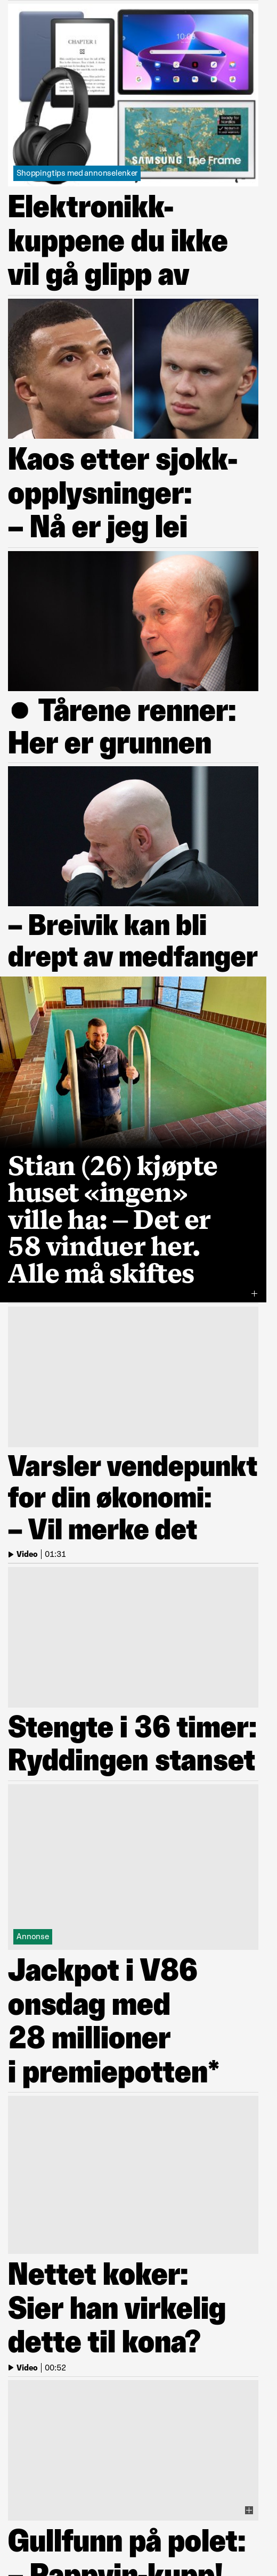 CHAPTER 1
10:08
SAMSUNG The Frame
Shoppingtips med annonselenker
Elektronikk-
kuppene du ikke
vil gå glipp av
Kaos etter sjokk-
opplysninger:
– Nå er jeg lei
● Tårene renner:
Her er grunnen
– Breivik kan bli
drept av medfanger
Stian (26) kjøpte
huset «ingen»
ville ha: – Det er
58 vinduer her.
Alle må skiftes
Varsler vendepunkt
for din økonomi:
– Vil merke det
Video | 01:31
Stengte i 36 timer:
Ryddingen stanset
Annonse
Jackpot i V86
onsdag med
28 millioner
i premiepotten*
Nettet koker:
Sier han virkelig
dette til kona?
Video | 00:52
Gullfunn på polet:
– Røppvin-kupp!